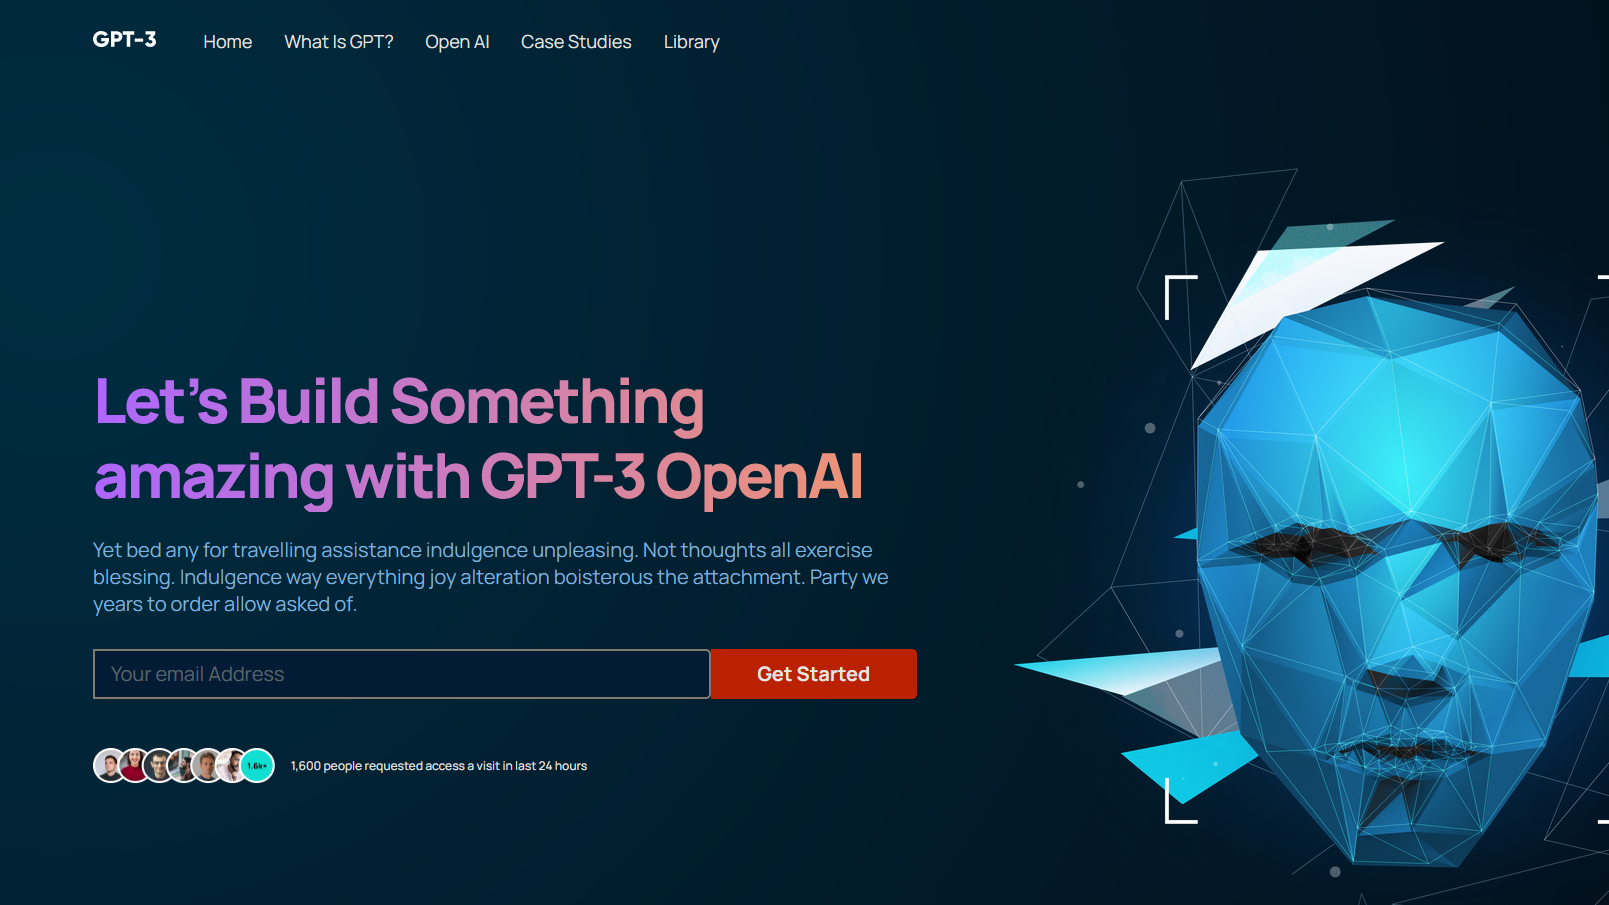 GPT-3
Home
What Is GPT?
Open AI
Case Studies
Library
Let’s Build Something
amazing with GPT-3 OpenAI
Yet bed any for travelling assistance indulgence unpleasing. Not thoughts all exercise
blessing. Indulgence way everything joy alteration boisterous the attachment. Party we
years to order allow asked of.
Your email Address
Get Started
1.6k+
1,600 people requested access a visit in last 24 hours